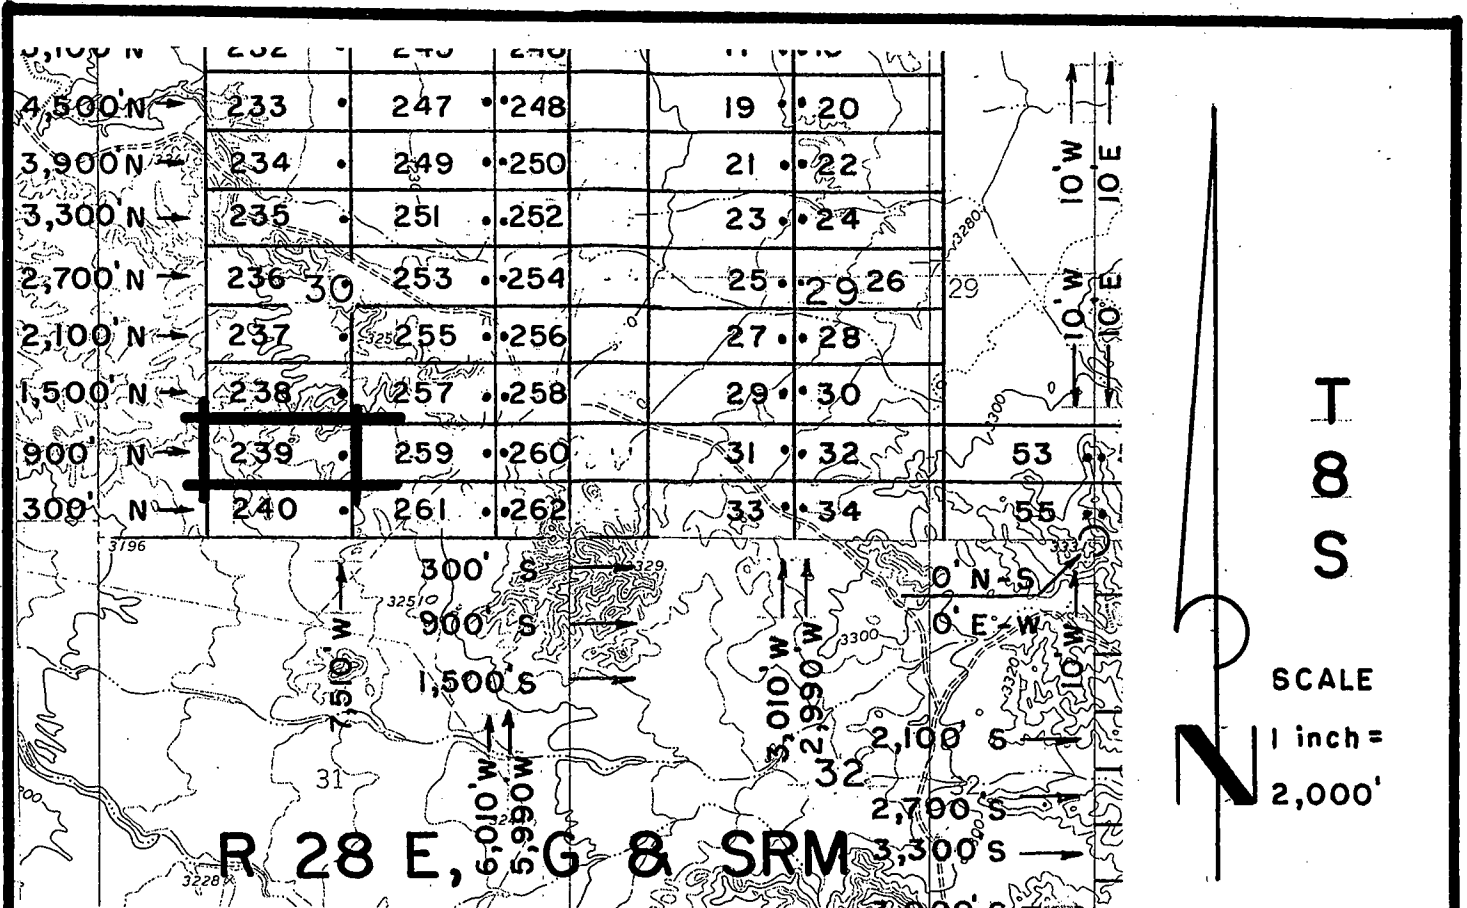 4,500' N 233 247 248 19 20
3,900' N 234 249 250 21 22
10' W 10' E
3,300' N 235 251 252 23 24
3280
2,700' N 236 30 253 254 25 29 26 29
10' W 10' E
2,100' N 237 325 255 256 27 28
1,500' N 238 257 258 29 30
3300
900' N 239 259 260 31 32 53
300' N 240 261 262 33 34 55
3196
300' S 329
0' N-S
32510
900' S
0' E-W
3300
1,500' S
3320
10' W
7,510' W
3,010' W
2,990' W
2,100' S
31
32
32
6,010' W
5,990' W
2,700' S
3,300' S
R 28 E, G & SRM
3228
T
8
S
SCALE
N
1 inch =
2,000'